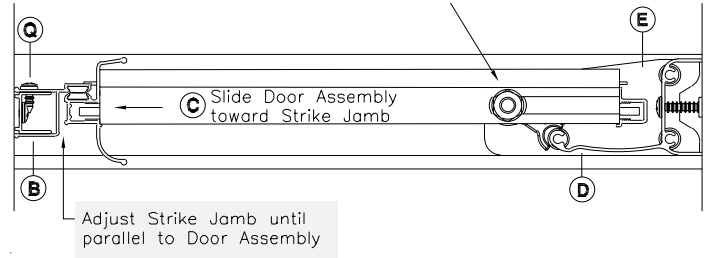 Q
E
C Slide Door Assembly
toward Strike Jamb
B
D
Adjust Strike Jamb until
parallel to Door Assembly